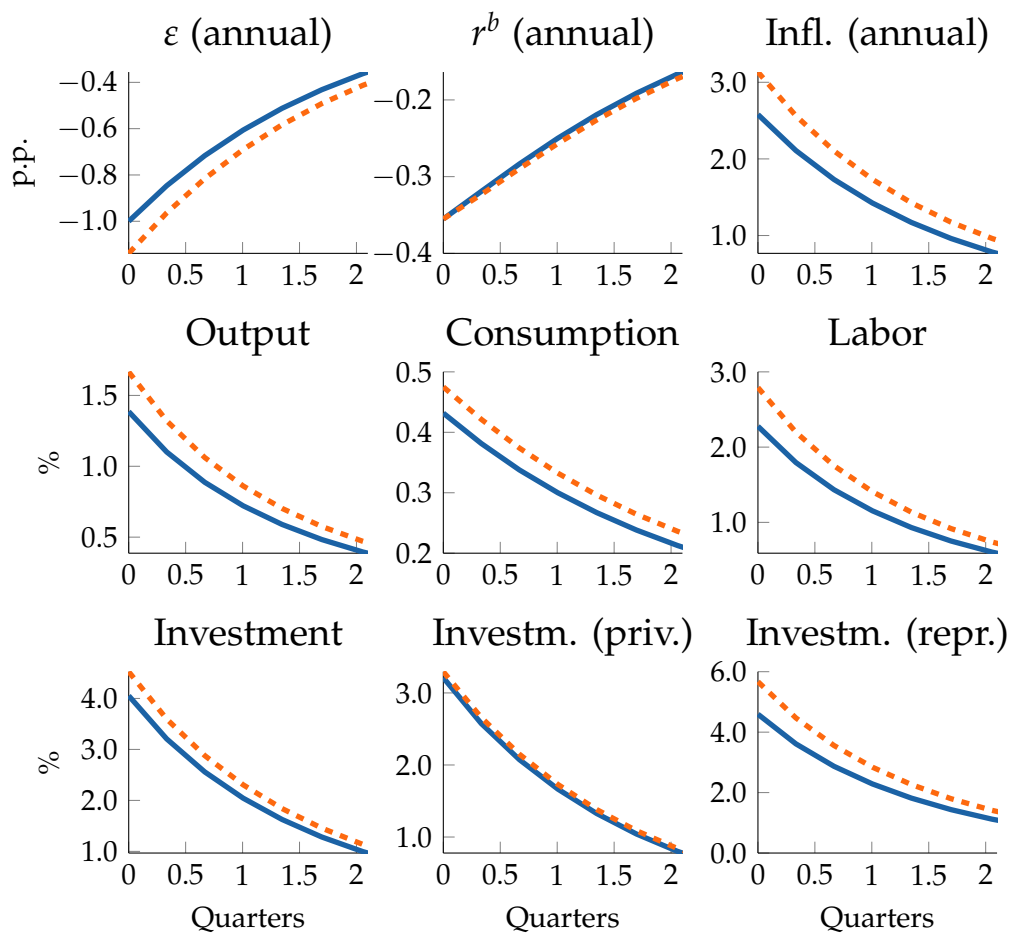 ε (annual) r^b (annual) Infl. (annual)
p.p.
−0.4 −0.6 −0.8 −1.0
0 0.5 1 1.5 2
−0.2 −0.3 −0.4
0 0.5 1 1.5 2
3.0 2.0 1.0
0 0.5 1 1.5 2
Output Consumption Labor
%
1.5 1.0 0.5
0 0.5 1 1.5 2
0.5 0.4 0.3 0.2
0 0.5 1 1.5 2
3.0 2.0 1.0
0 0.5 1 1.5 2
Investment Investm. (priv.) Investm. (repr.)
%
4.0 3.0 2.0 1.0
0 0.5 1 1.5 2
3.0 2.0 1.0
0 0.5 1 1.5 2
6.0 4.0 2.0 0.0
0 0.5 1 1.5 2
Quarters Quarters Quarters